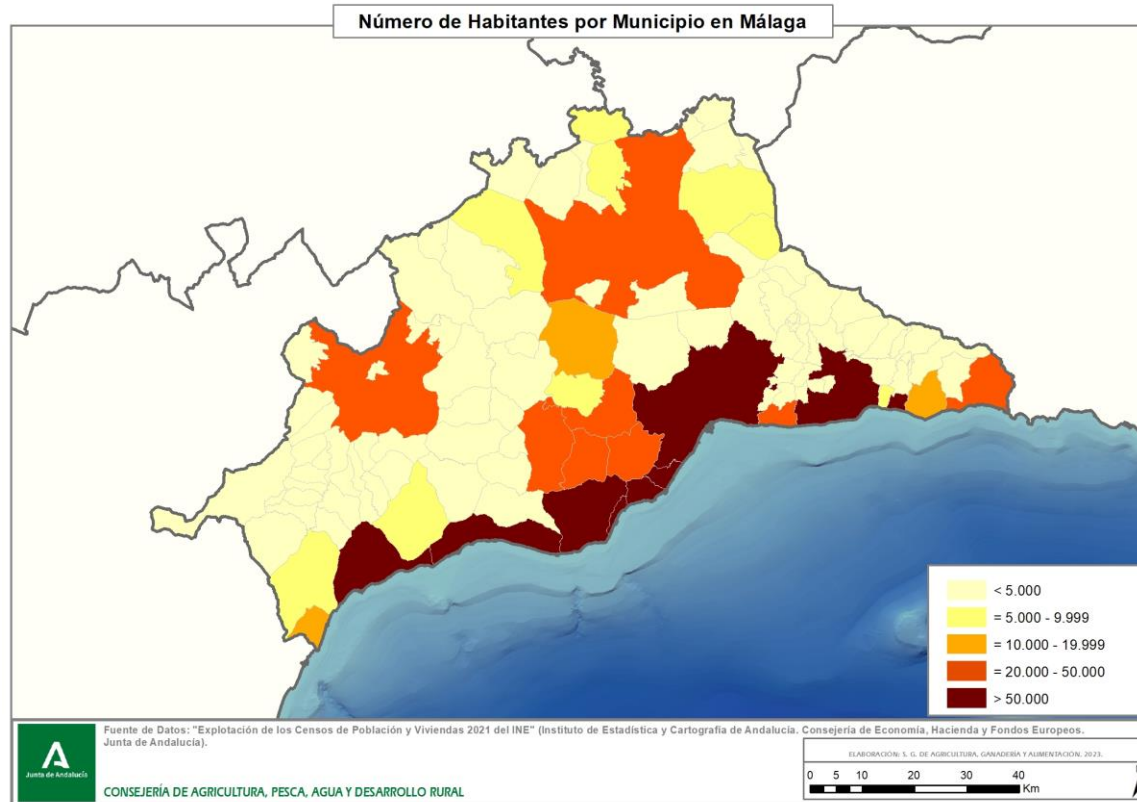 Número de Habitantes por Municipio en Málaga
< 5.000
= 5.000 - 9.999
= 10.000 - 19.999
= 20.000 - 50.000
> 50.000
Fuente de Datos: "Explotación de los Censos de Población y Viviendas 2021 del INE" (Instituto de Estadística y Cartografía de Andalucía. Consejería de Economía, Hacienda y Fondos Europeos.
Junta de Andalucía).
A
Junta de Andalucía
CONSEJERÍA DE AGRICULTURA, PESCA, AGUA Y DESARROLLO RURAL
ELABORACIÓN: S. G. DE AGRICULTURA, GANADERÍA Y ALIMENTACIÓN, 2023.
0 5 10 20 30 40
Km